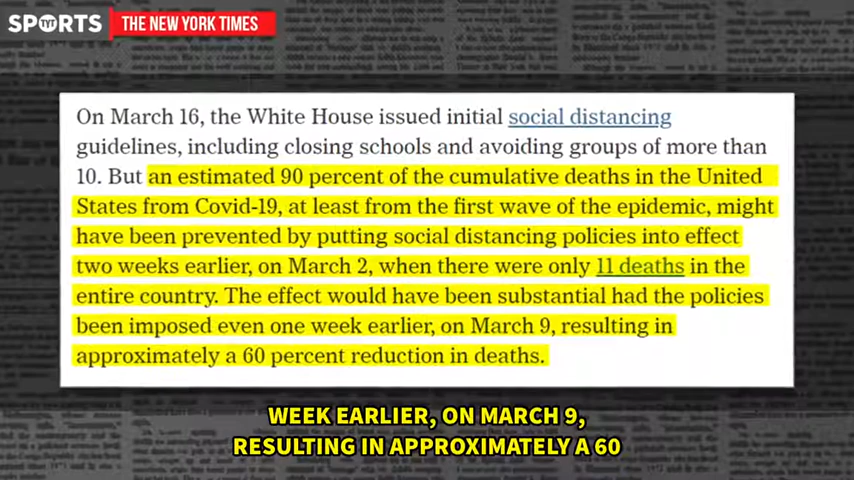 SPORTS
TYT
THE NEW YORK TIMES
On March 16, the White House issued initial social distancing
guidelines, including closing schools and avoiding groups of more than
10. But an estimated 90 percent of the cumulative deaths in the United
States from Covid-19, at least from the first wave of the epidemic, might
have been prevented by putting social distancing policies into effect
two weeks earlier, on March 2, when there were only 11 deaths in the
entire country. The effect would have been substantial had the policies
been imposed even one week earlier, on March 9, resulting in
approximately a 60 percent reduction in deaths.
WEEK EARLIER, ON MARCH 9,
RESULTING IN APPROXIMATELY A 60